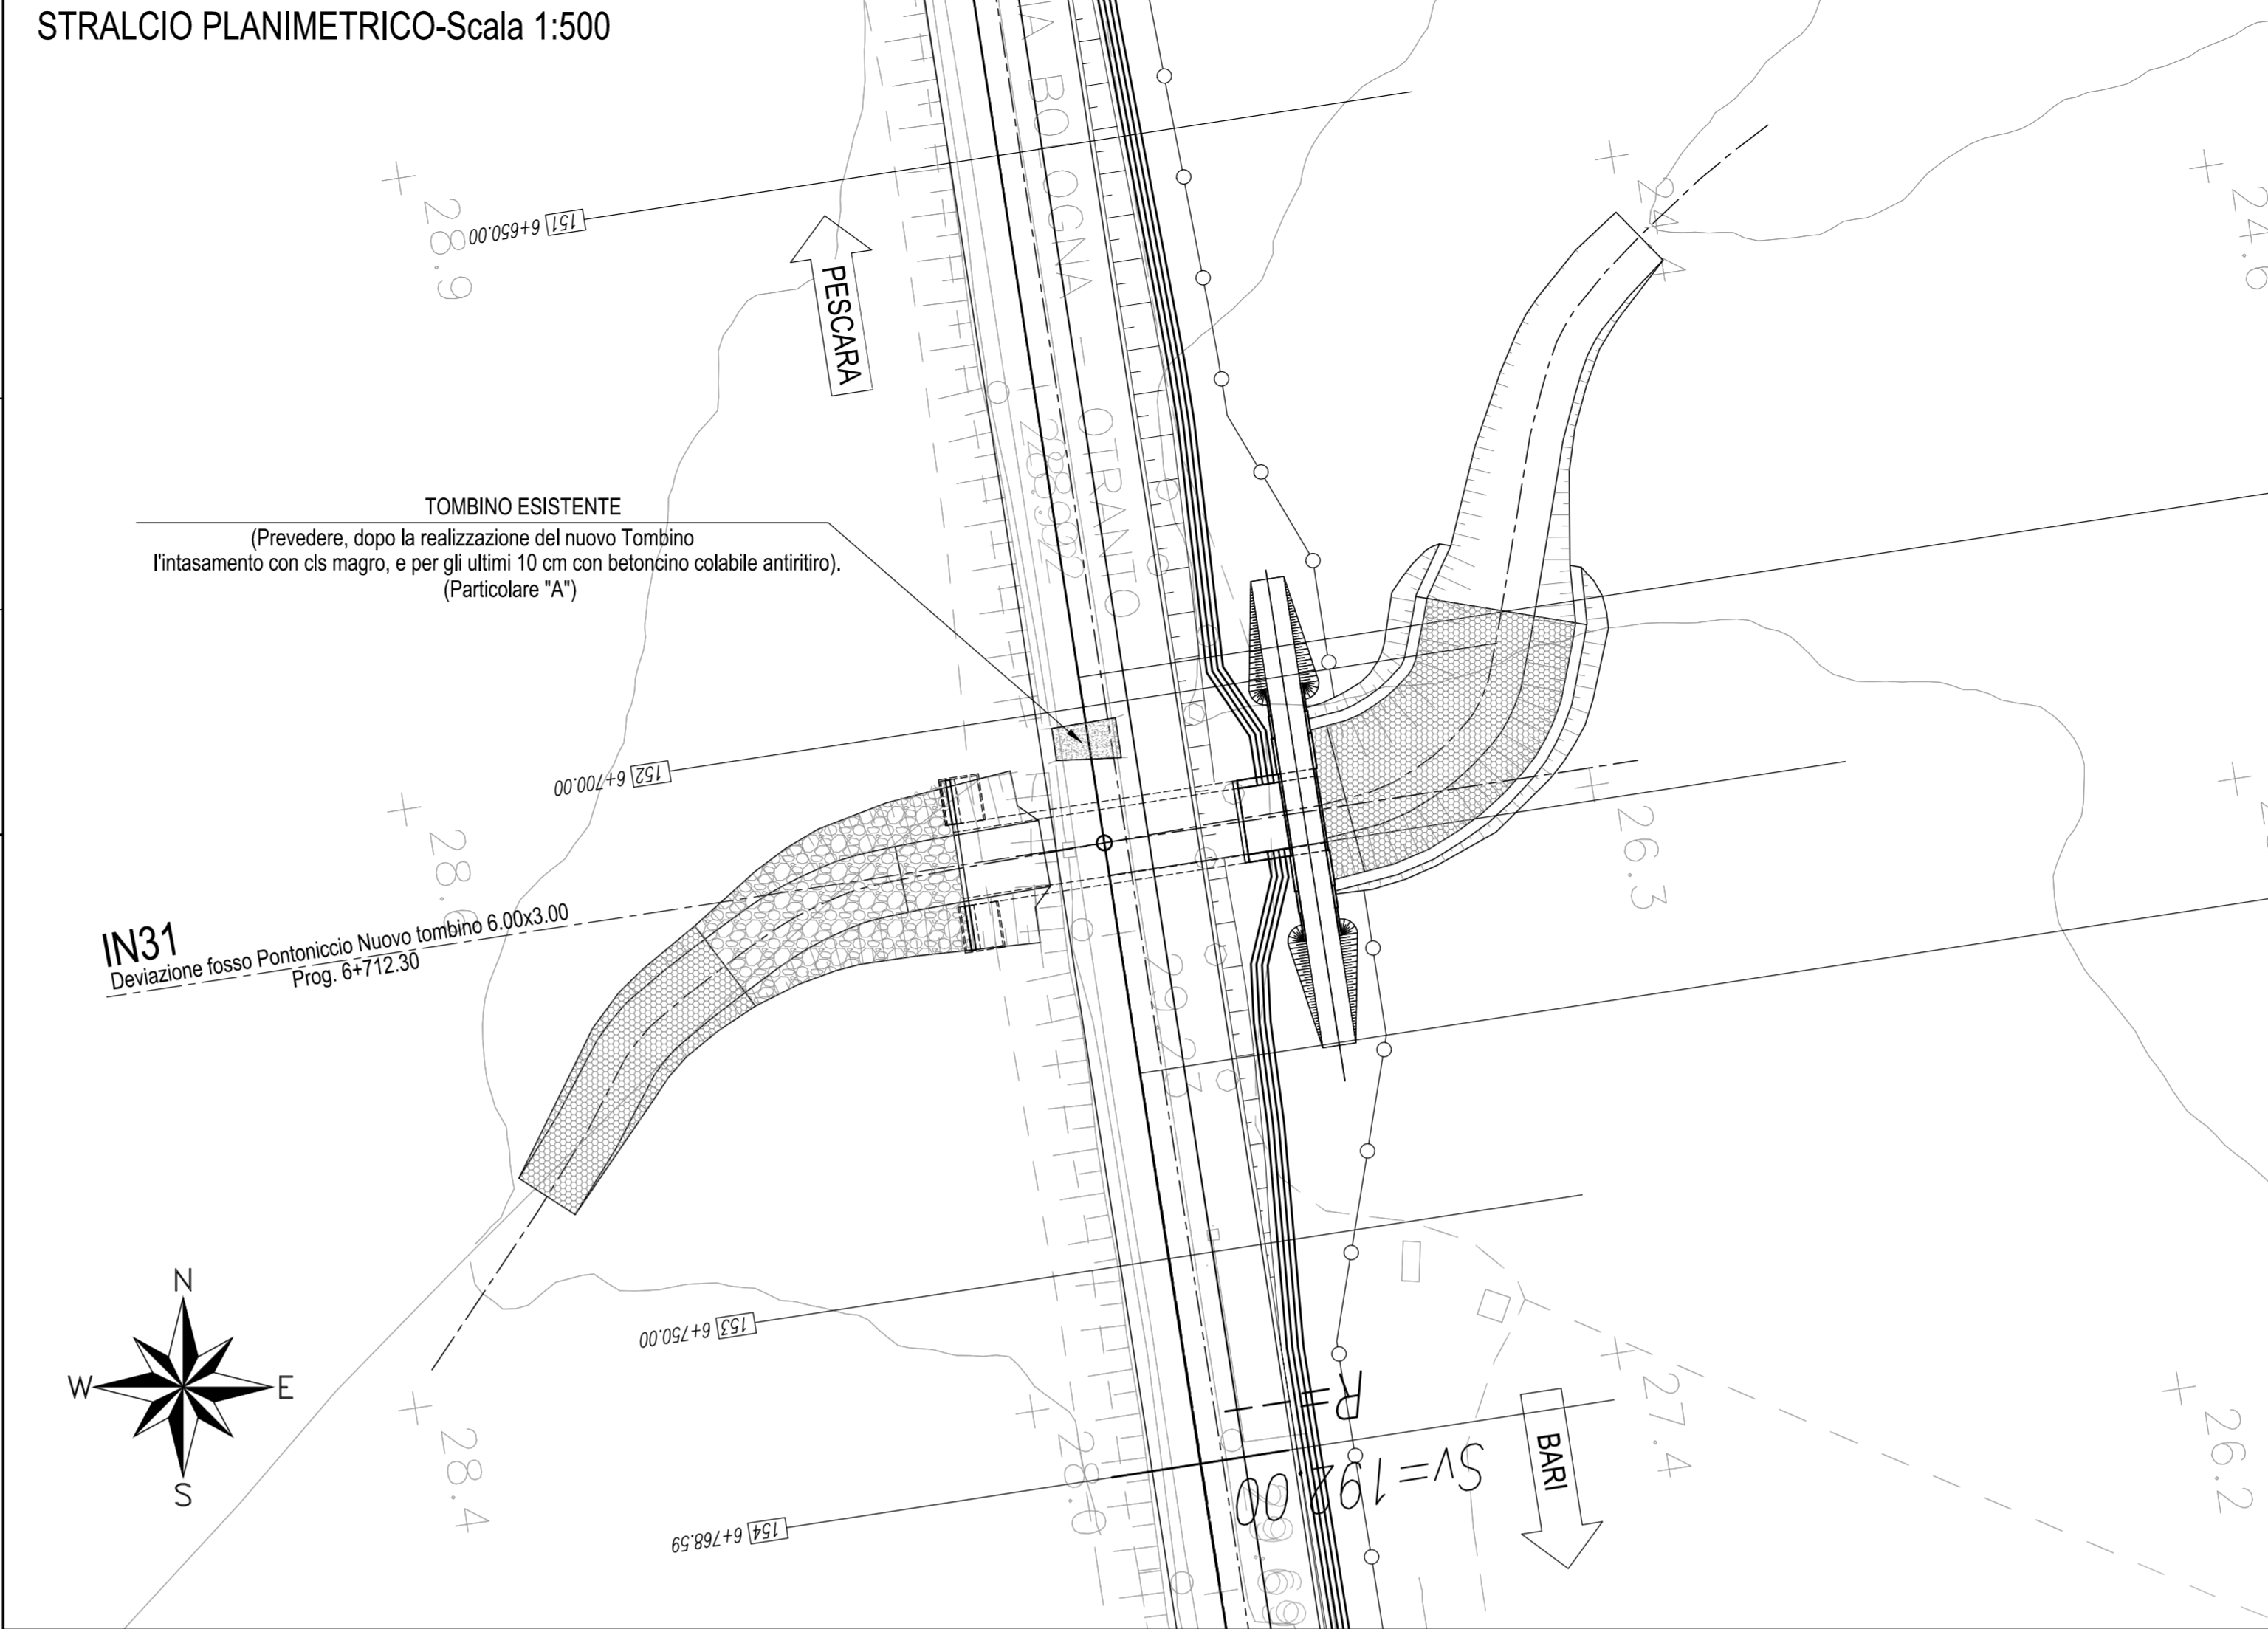 STRALCIO PLANIMETRICO-Scala 1:500
28.9
151 6+650.00
PESCARA
24.6
OTRANTO
TOMBINO ESISTENTE
(Prevedere, dopo la realizzazione del nuovo Tombino
l'intasamento con cls magro, e per gli ultimi 10 cm con betoncino colabile antiritiro).
(Particolare "A")
152 6+700.00
26.3
IN31
Deviazione fosso Pontoniccio Nuovo tombino 6.00x3.00
Prog. 6+712.30
N
W
E
S
153 6+750.00
28.4
28.0
27.4
26.2
R=
Sv=192.00
BARI
154 6+768.59